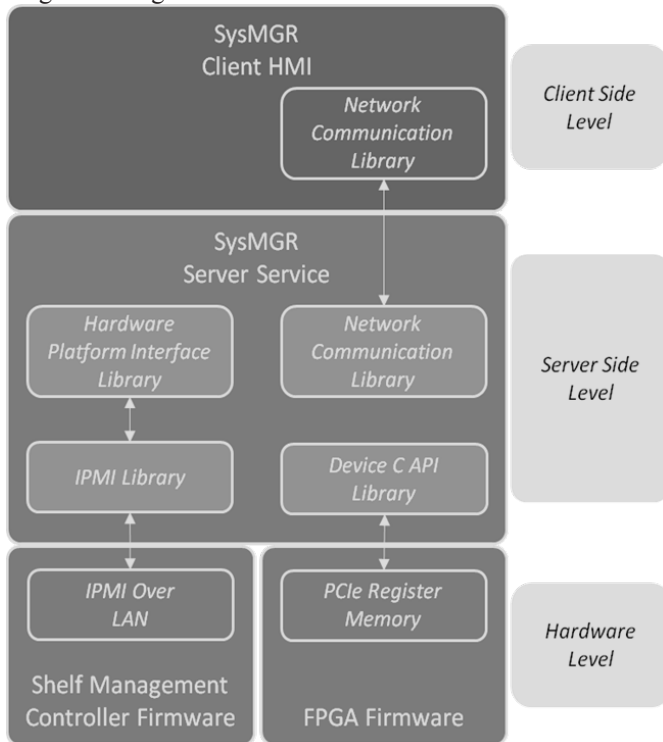 SysMGR
Client HMI
Network
Communication
Library
Client Side
Level
SysMGR
Server Service
Hardware
Platform Interface
Library
Network
Communication
Library
IPMI Library
Device C API
Library
Server Side
Level
IPMI Over
LAN
PCIe Register
Memory
Shelf Management
Controller Firmware
FPGA Firmware
Hardware
Level